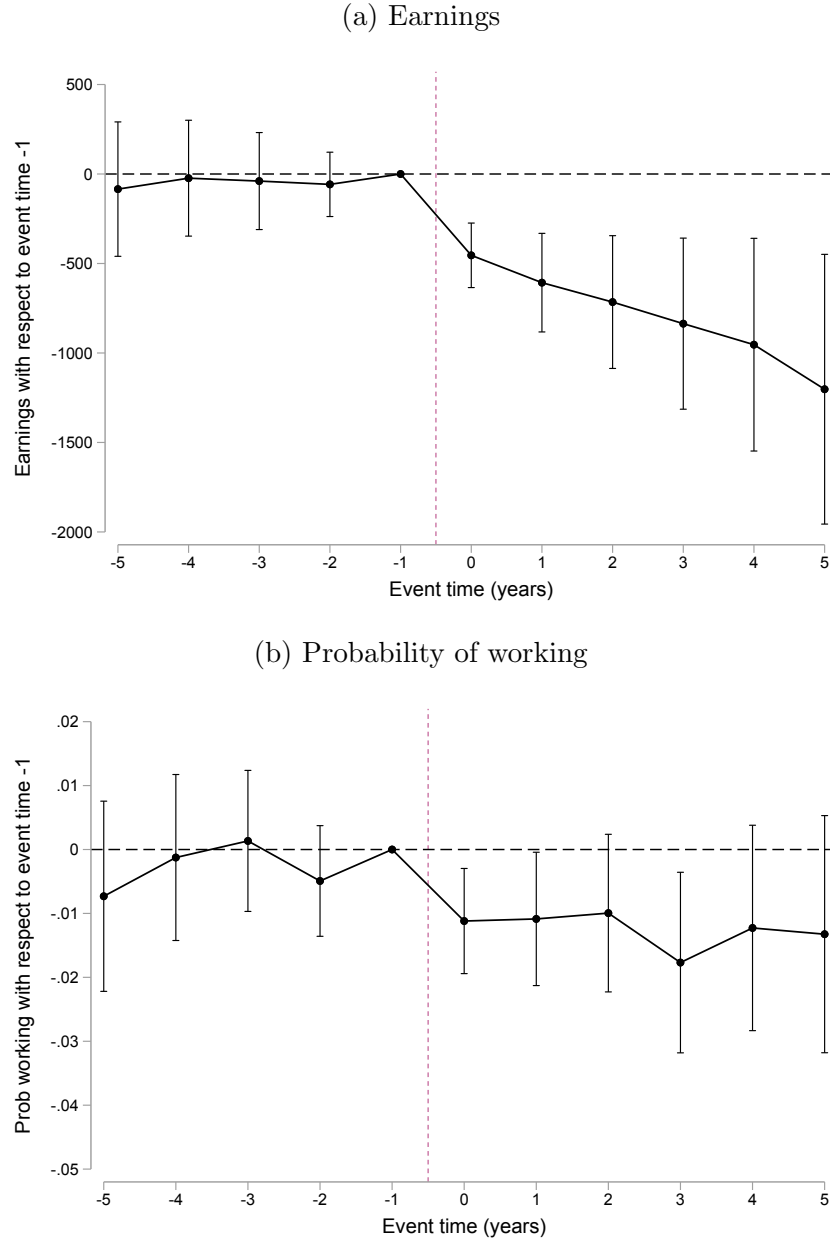 (a) Earnings
Earnings with respect to event time -1
500
0
-500
-1000
-1500
-2000
-5 -4 -3 -2 -1 0 1 2 3 4 5
Event time (years)
(b) Probability of working
Prob working with respect to event time -1
.02
.01
0
-.01
-.02
-.03
-.04
-.05
-5 -4 -3 -2 -1 0 1 2 3 4 5
Event time (years)